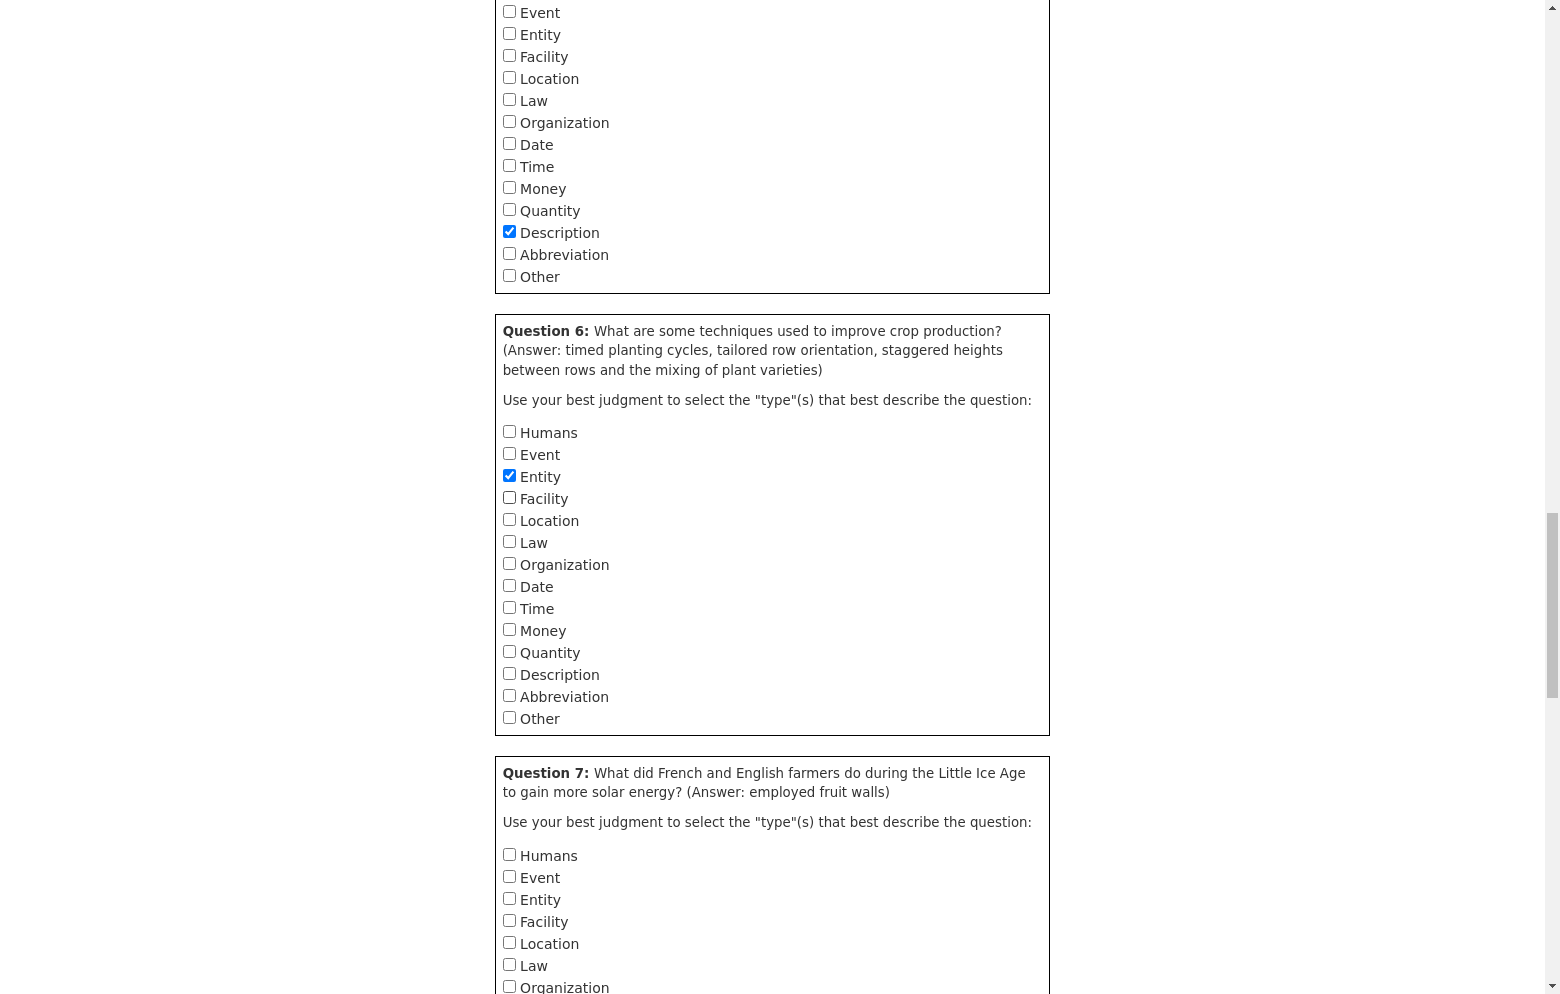 Event
Entity
Facility
Location
Law
Organization
Date
Time
Money
Quantity
Description
Abbreviation
Other
Question 6: What are some techniques used to improve crop production?
(Answer: timed planting cycles, tailored row orientation, staggered heights
between rows and the mixing of plant varieties)
Use your best judgment to select the "type"(s) that best describe the question:
Humans
Event
Entity
Facility
Location
Law
Organization
Date
Time
Money
Quantity
Description
Abbreviation
Other
Question 7: What did French and English farmers do during the Little Ice Age
to gain more solar energy? (Answer: employed fruit walls)
Use your best judgment to select the "type"(s) that best describe the question:
Humans
Event
Entity
Facility
Location
Law
Organization